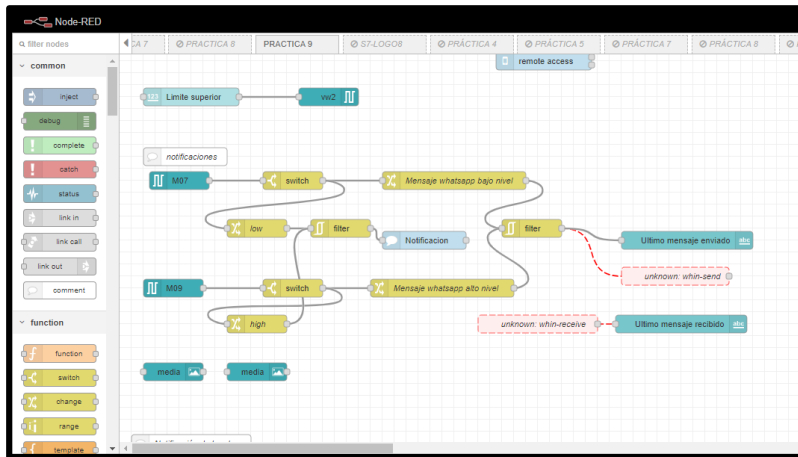 Node-RED
filter nodes
CA 7
PRACTICA 8
PRACTICA 9
S7-LOGO8
PRÁCTICA 4
PRÁCTICA 5
PRÁCTICA 7
PRÁCTICA 8
common
inject
debug
complete
catch
status
link in
link call
link out
comment
function
function
switch
change
range
template
remote access
123
Limite superior
vw2
notificaciones
M07
switch
Mensaje whatsapp bajo nivel
low
filter
Notificacion
filter
Ultimo mensaje enviado
abc
unknown: whin-send
M09
switch
Mensaje whatsapp alto nivel
high
unknown: whin-receive
Ultimo mensaje recibido
abc
media
media